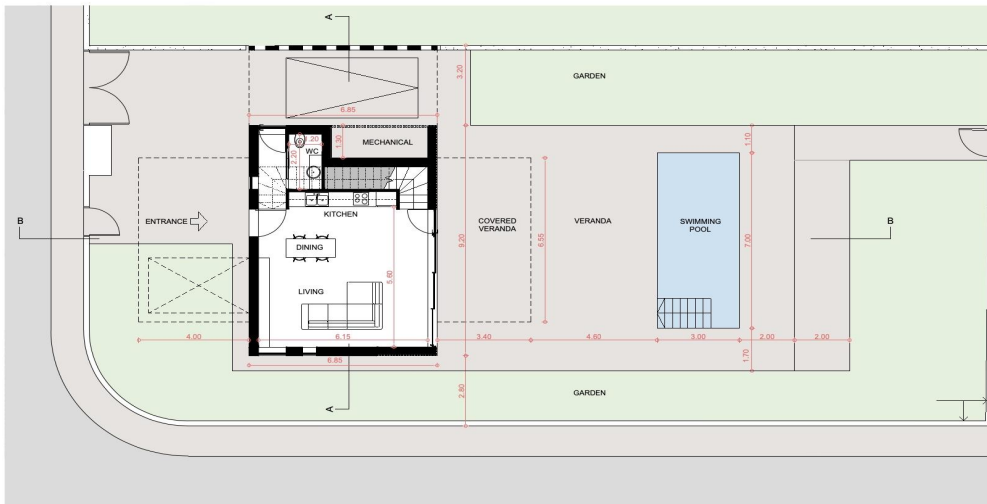 A
GARDEN
3.20
6.85
1.20
WC
1.30
MECHANICAL
2.20
1.10
B
ENTRANCE
KITCHEN
COVERED
VERANDA
VERANDA
SWIMMING
POOL
B
DINING
9.20
6.55
7.00
5.60
LIVING
4.00
6.15
3.40
4.60
3.00
2.00
2.00
6.85
1.70
2.80
GARDEN
A